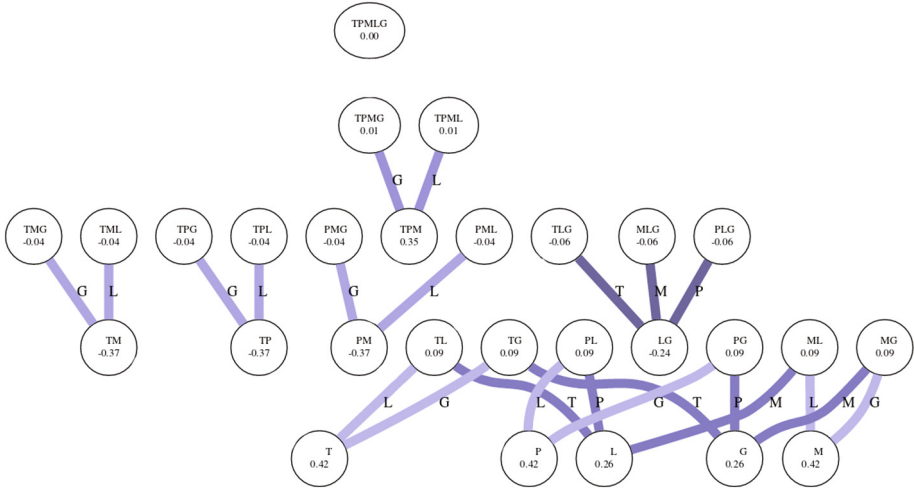 TPMLG
0.00
TPMG
0.01
TPML
0.01
G L
TMG
-0.04
TML
-0.04
TPG
-0.04
TPL
-0.04
PMG
-0.04
TPM
0.35
PML
-0.04
TLG
-0.06
MLG
-0.06
PLG
-0.06
G L G L G L T M P
TM
-0.37
TP
-0.37
PM
-0.37
TL
0.09
TG
0.09
PL
0.09
LG
-0.24
PG
0.09
ML
0.09
MG
0.09
L G L T P G T P M L M G
T
0.42
P
0.42
L
0.26
G
0.26
M
0.42